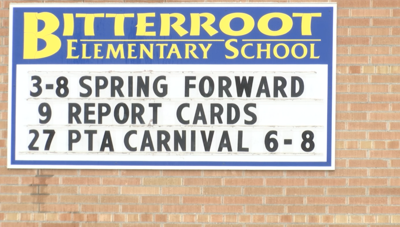 BITTERROOT
ELEMENTARY SCHOOL
3-8 SPRING FORWARD
9 REPORT CARDS
27 PTA CARNIVAL 6-8